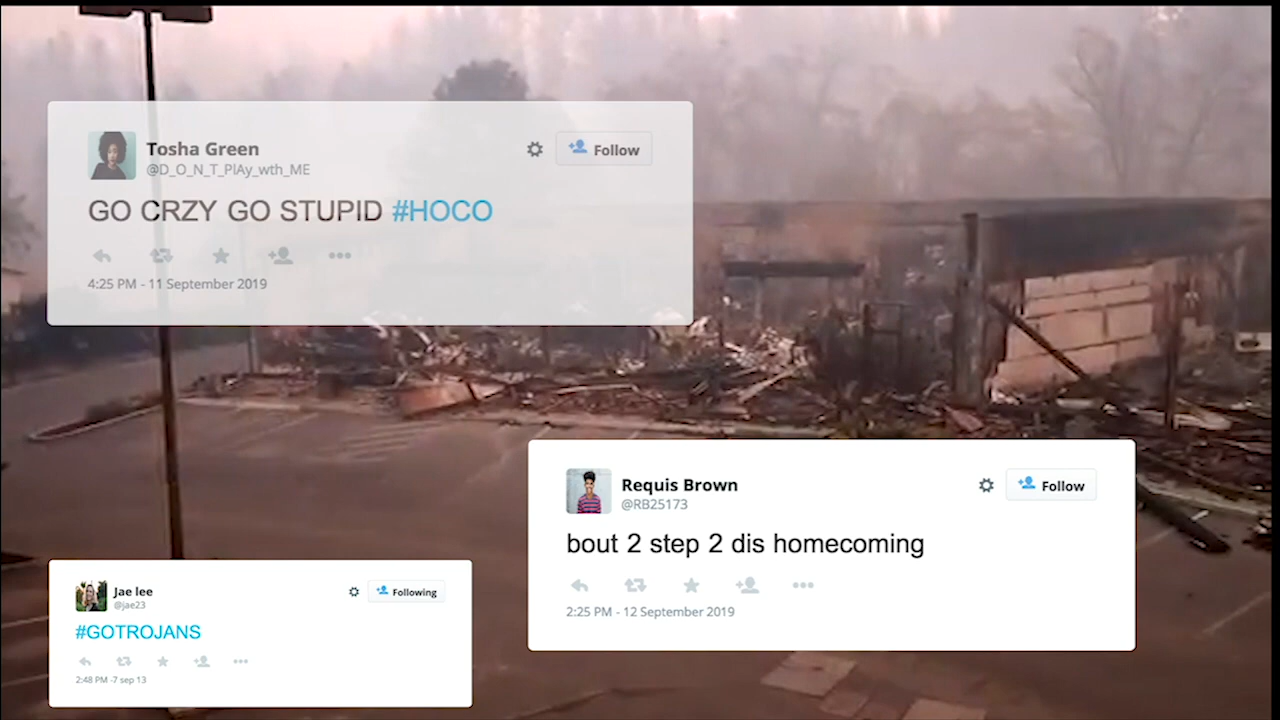 Tosha Green
@D_O_N_T_PlAy_wth_ME
Follow
GO CRZY GO STUPID #HOCO
4:25 PM - 11 September 2019
Requis Brown
@RB25173
Follow
bout 2 step 2 dis homecoming
2:25 PM - 12 September 2019
Jae lee
@jae23
Following
#GOTROJANS
2:48 PM -7 sep 13